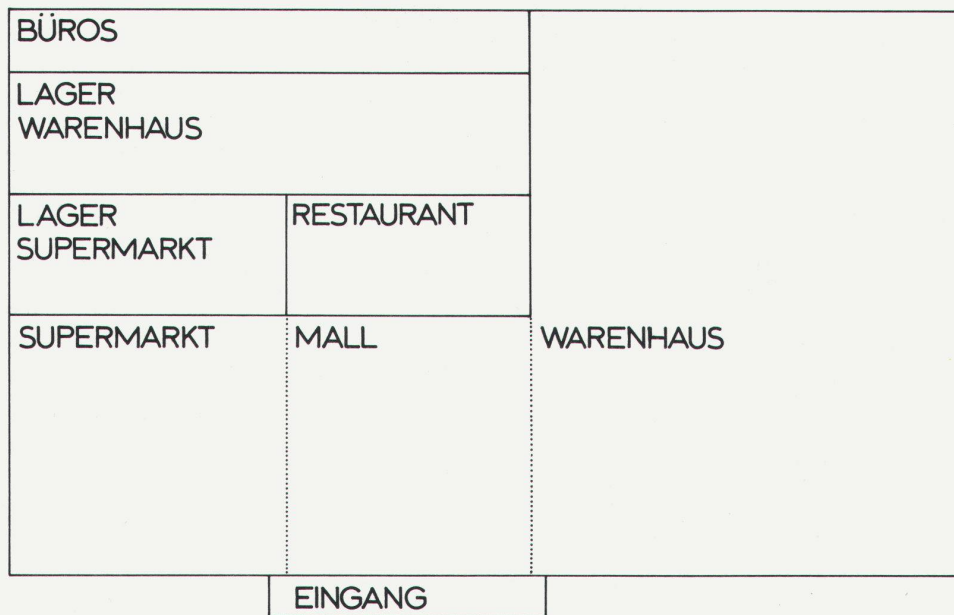 BÜROS
LAGER
WARENHAUS
LAGER
SUPERMARKT
RESTAURANT
SUPERMARKT
MALL
WARENHAUS
EINGANG